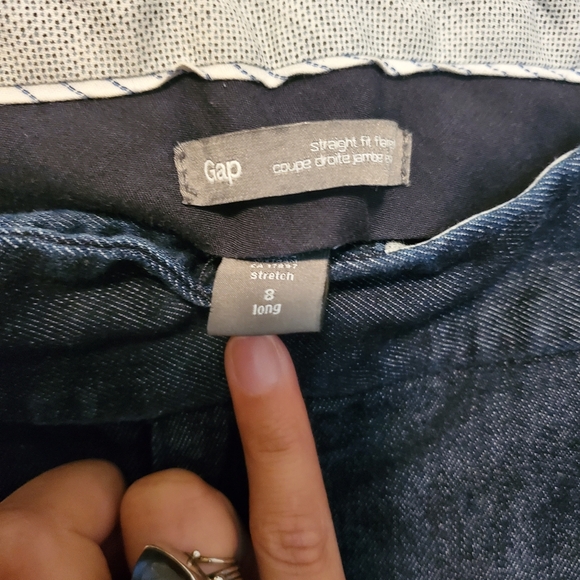 Gap
straight fit
coupe droite jambe
stretch
8
long